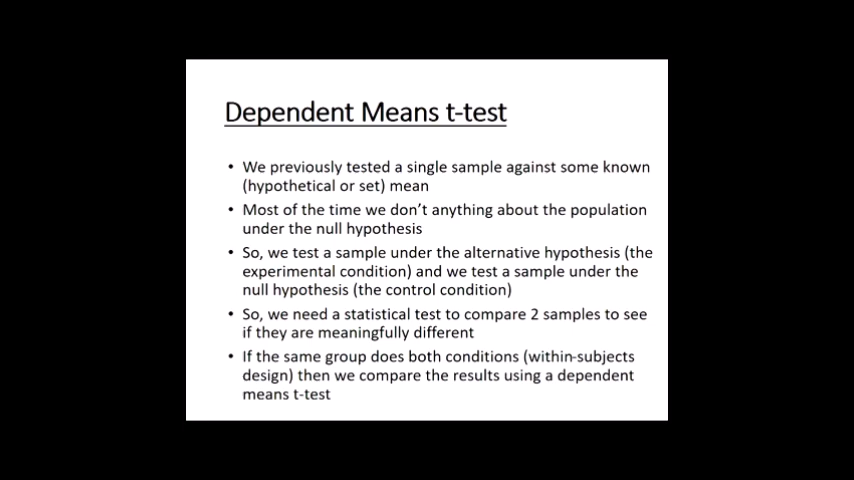 Dependent Means t-test
• We previously tested a single sample against some known
(hypothetical or set) mean
• Most of the time we don’t anything about the population
under the null hypothesis
• So, we test a sample under the alternative hypothesis (the
experimental condition) and we test a sample under the
null hypothesis (the control condition)
• So, we need a statistical test to compare 2 samples to see
if they are meaningfully different
• If the same group does both conditions (within-subjects
design) then we compare the results using a dependent
means t-test